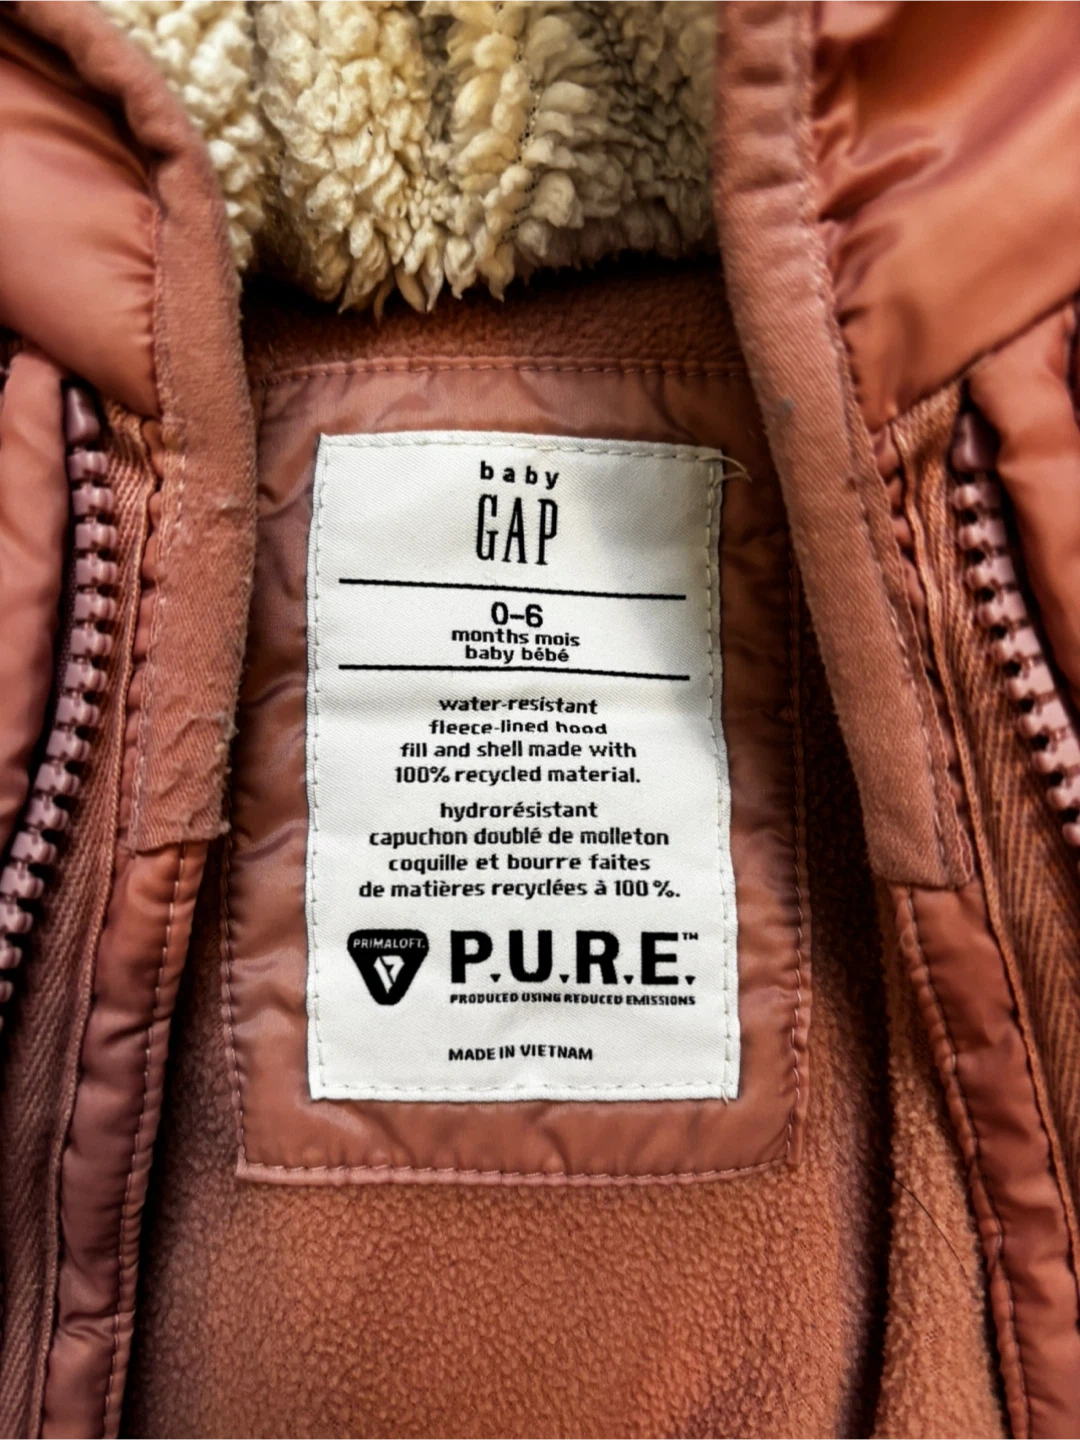 baby
GAP
0-6
months mois
baby bébé
water-resistant
fleece-lined hood
fill and shell made with
100% recycled material.
hydrorésistant
capuchon doublé de molleton
coquille et bourre faites
de matières recyclées à 100 %.
PRIMALOFT.
P.U.R.E.™
PRODUCED USING REDUCED EMISSIONS
MADE IN VIETNAM